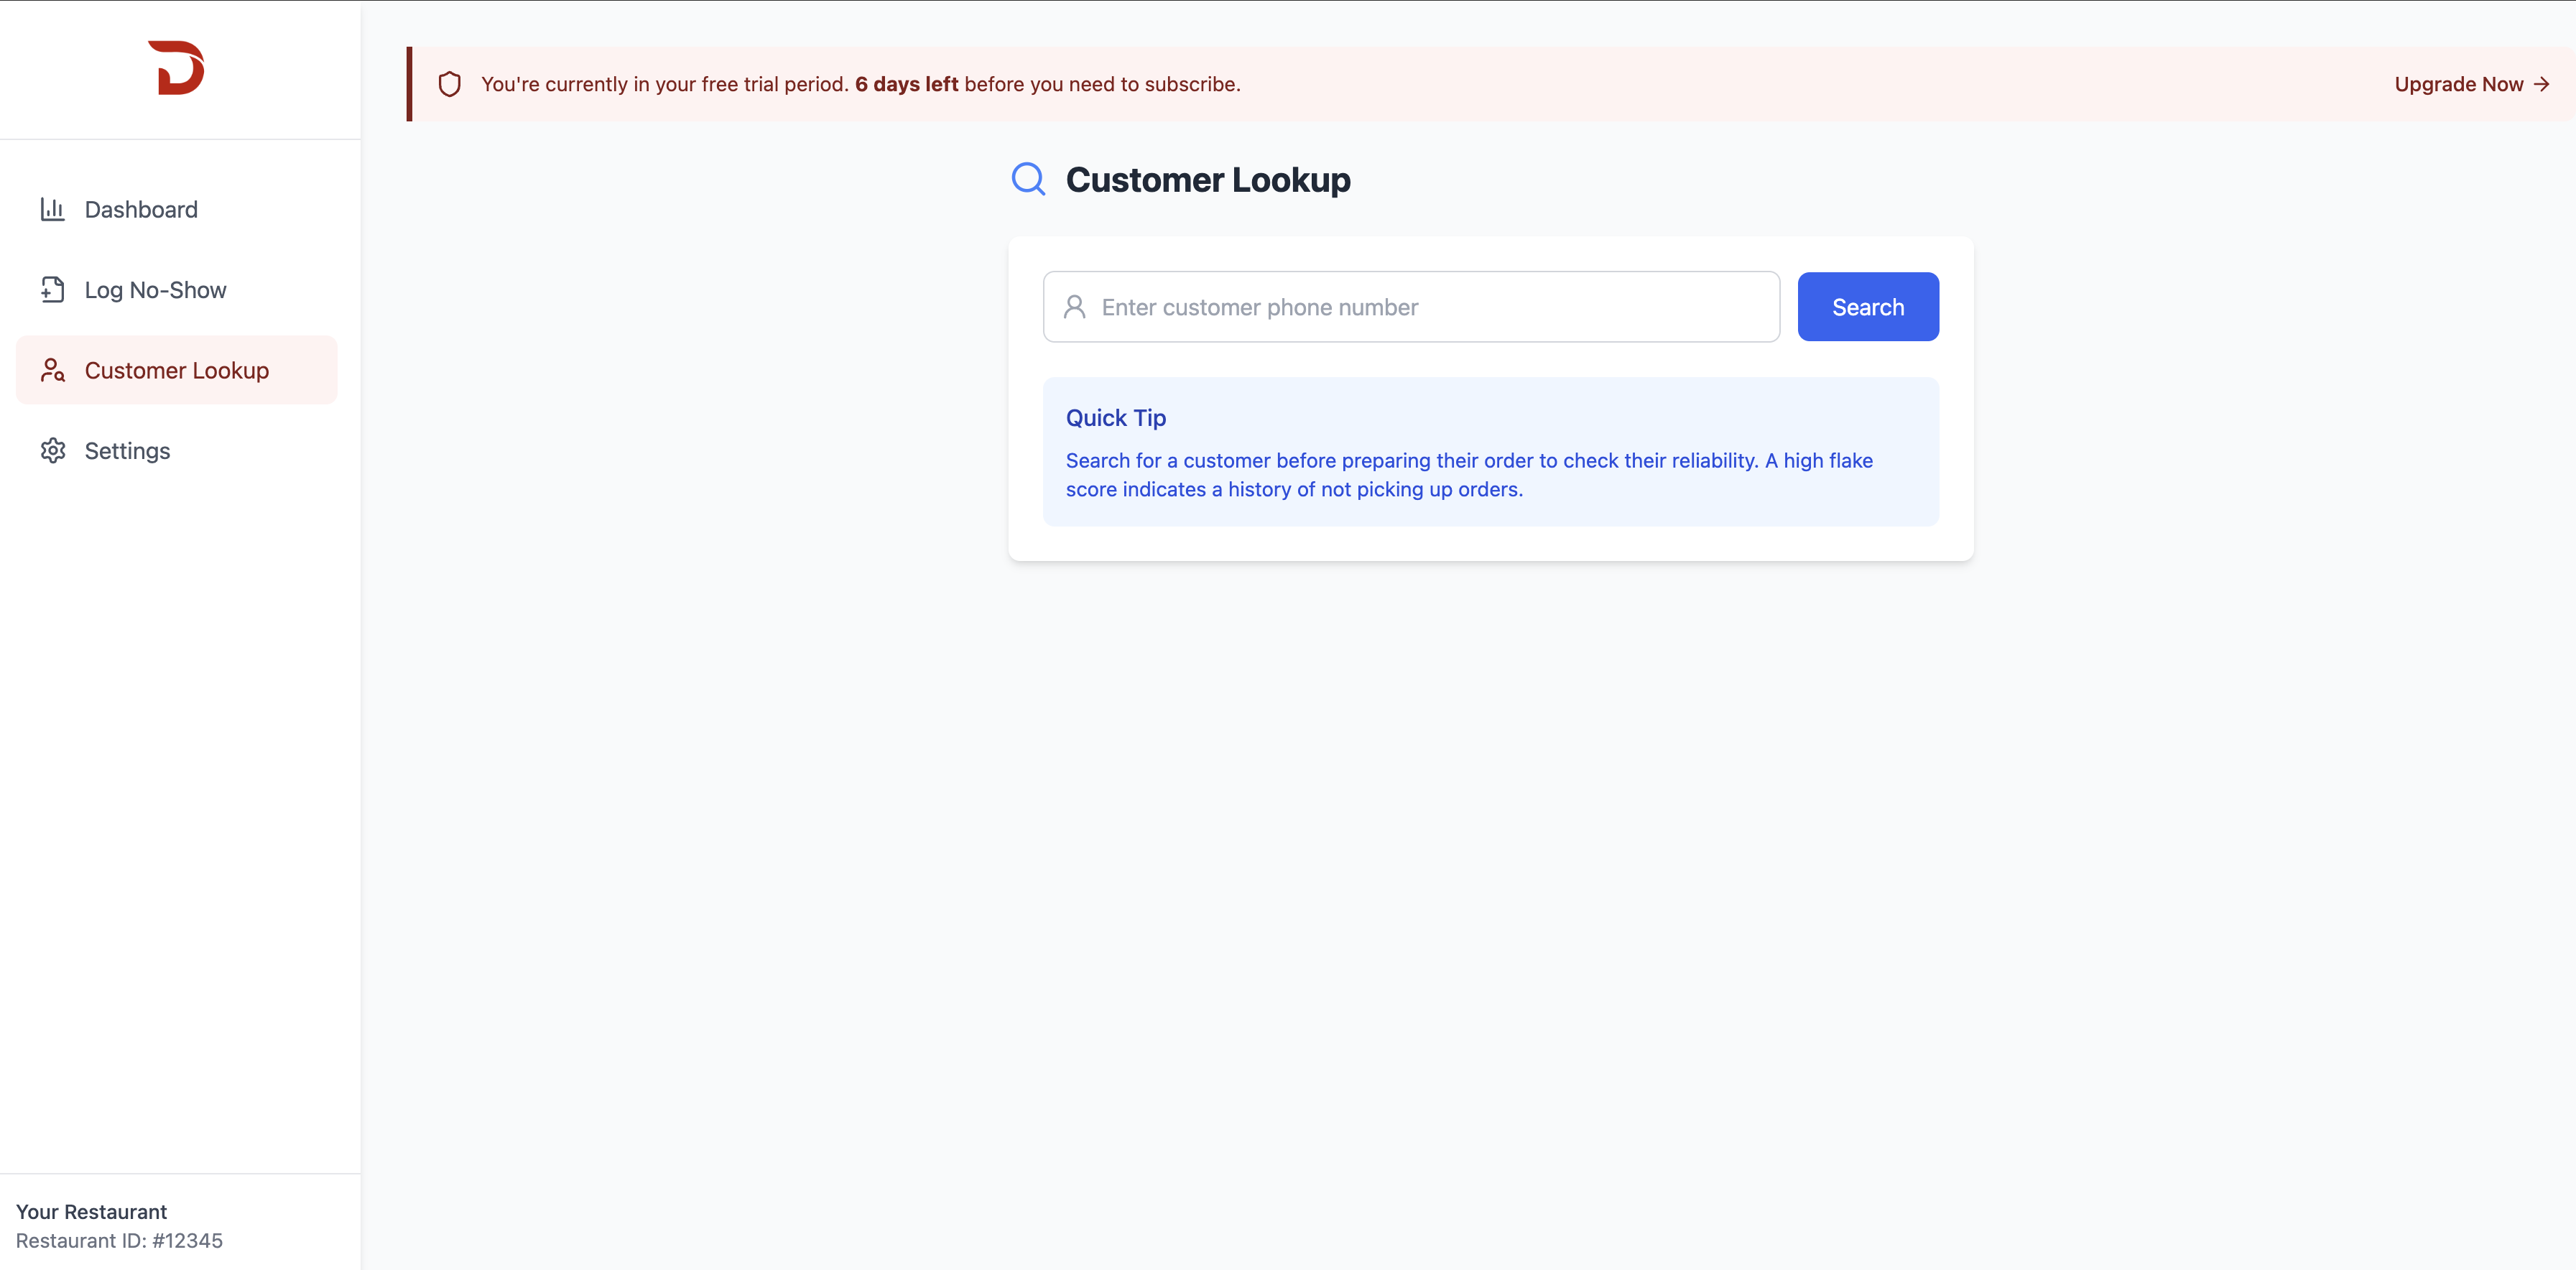 You're currently in your free trial period. 6 days left before you need to subscribe.
Upgrade Now →
Dashboard
Log No-Show
Customer Lookup
Settings
Customer Lookup
Enter customer phone number
Search
Quick Tip
Search for a customer before preparing their order to check their reliability. A high flake
score indicates a history of not picking up orders.
Your Restaurant
Restaurant ID: #12345